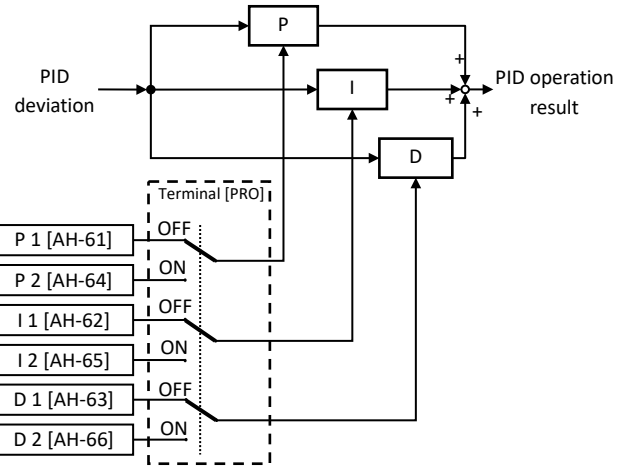 P
+
PID
deviation
I
+
PID operation
result
+
D
Terminal [PRO]
P 1 [AH-61]
OFF
P 2 [AH-64]
ON
I 1 [AH-62]
OFF
I 2 [AH-65]
ON
D 1 [AH-63]
OFF
D 2 [AH-66]
ON